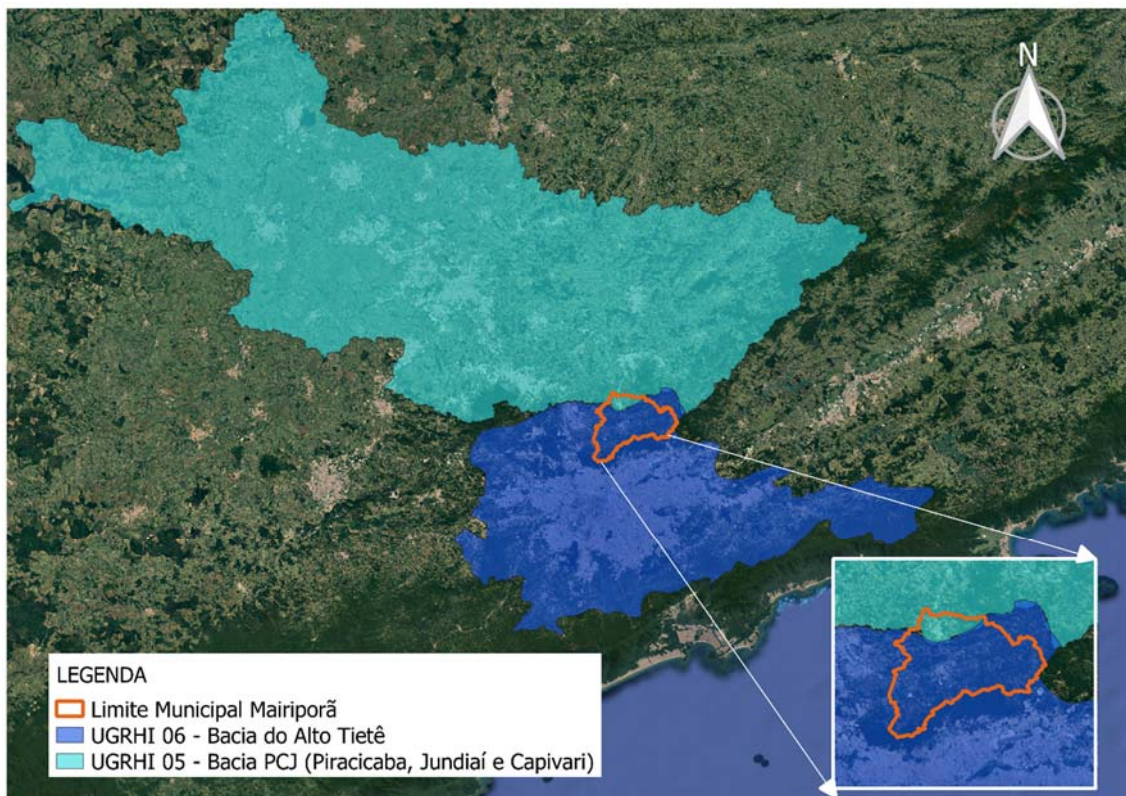 N
LEGENDA
Limite Municipal Mairiporã
UGRHI 06 - Bacia do Alto Tietê
UGRHI 05 - Bacia PCJ (Piracicaba, Jundiaí e Capivari)